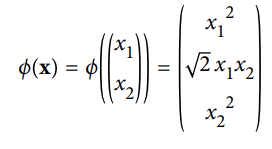 ϕ(x) = ϕ((x₁ x₂)) = (x₁² √2 x₁x₂ x₂²)